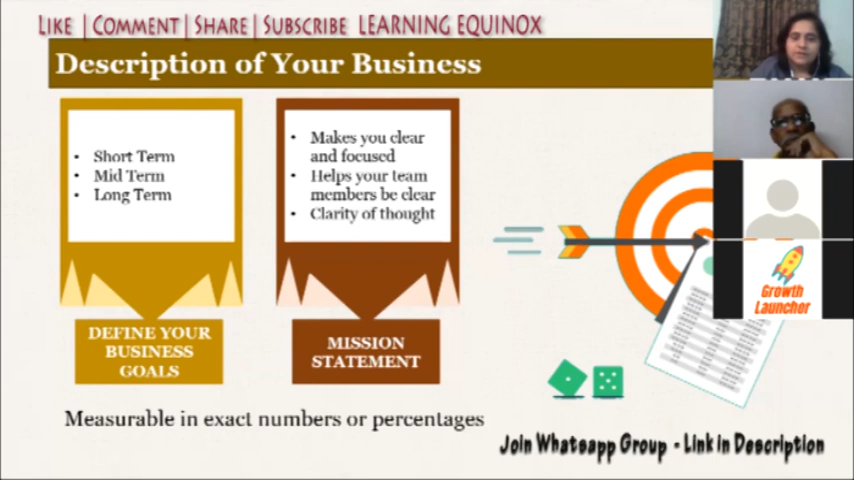 LIKE | COMMENT | SHARE | SUBSCRIBE LEARNING EQUINOX
Description of Your Business
• Short Term
• Mid Term
• Long Term
DEFINE YOUR
BUSINESS
GOALS
• Makes you clear
and focused
• Helps your team
members be clear
• Clarity of thought
MISSION
STATEMENT
Growth
Launcher
Measurable in exact numbers or percentages
Join Whatsapp Group - Link in Description